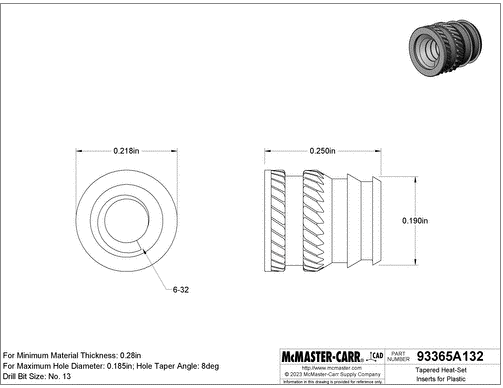 0.218in
0.250in
0.190in
6-32
For Minimum Material Thickness: 0.28in
For Maximum Hole Diameter: 0.185in; Hole Taper Angle: 8deg
Drill Bit Size: No. 13
McMASTER-CARR® CAD
http://www.mcmaster.com
© 2023 McMaster-Carr Supply Company
Information in this drawing is provided for reference only.
PART NUMBER 93365A132
Tapered Heat-Set
Inserts for Plastic